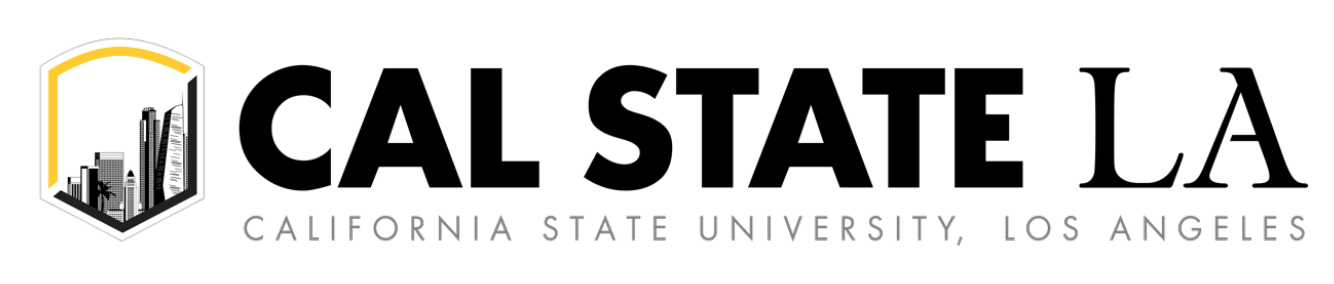 CAL STATE LA
CALIFORNIA STATE UNIVERSITY, LOS ANGELES